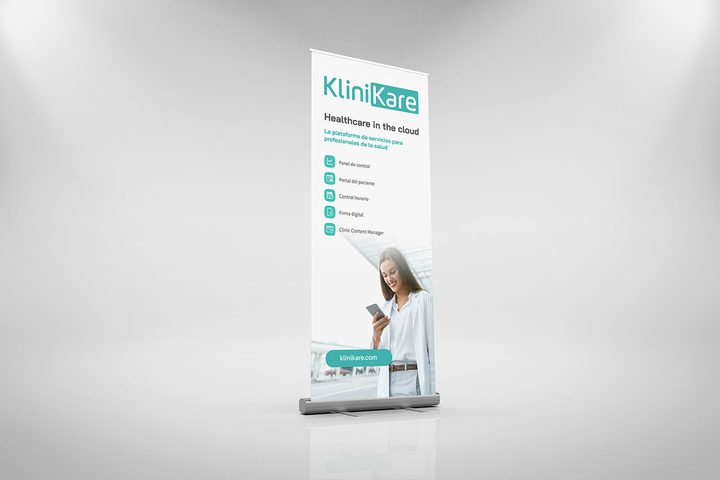 KliniKare
Healthcare in the cloud
La plataforma de servicios para
profesionales de la salud
Panel de control
Portal del paciente
Control horario
Firma digital
Clinic Content Manager
klinikare.com